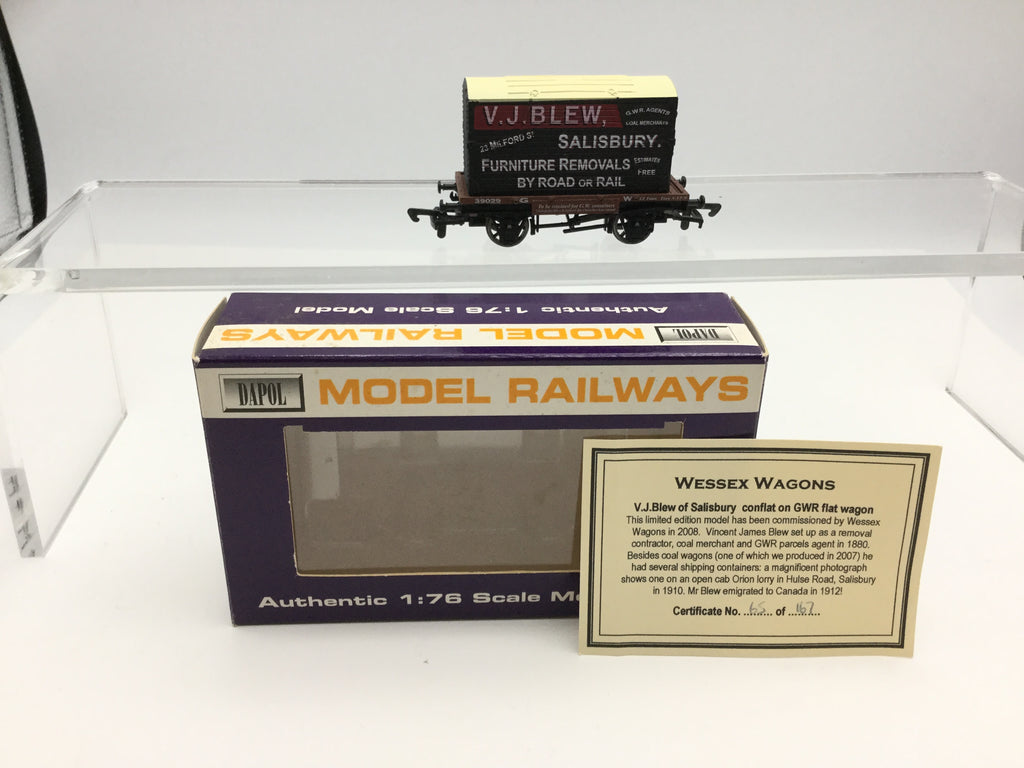 V.J.BLEW,
G.W.R. AGENTS
COAL MERCHANTS
23 MILFORD ST
SALISBURY.
FURNITURE REMOVALS
ESTIMATES
FREE
BY ROAD OR RAIL
39029 G W
To be returned to G.W.
Authentic 1:76 Scale Model
MODEL RAILWAYS DAPOL
DAPOL MODEL RAILWAYS
Authentic 1:76 Scale Mo
WESSEX WAGONS
V.J.Blew of Salisbury conflat on GWR flat wagon
This limited edition model has been commissioned by Wessex
Wagons in 2008. Vincent James Blew set up as a removal
contractor, coal merchant and GWR parcels agent in 1880.
Besides coal wagons (one of which we produced in 2007) he
had several shipping containers: a magnificent photograph
shows one on an open cab Orion lorry in Hulse Road, Salisbury
in 1910. Mr Blew emigrated to Canada in 1912!
Certificate No. 65 of 167